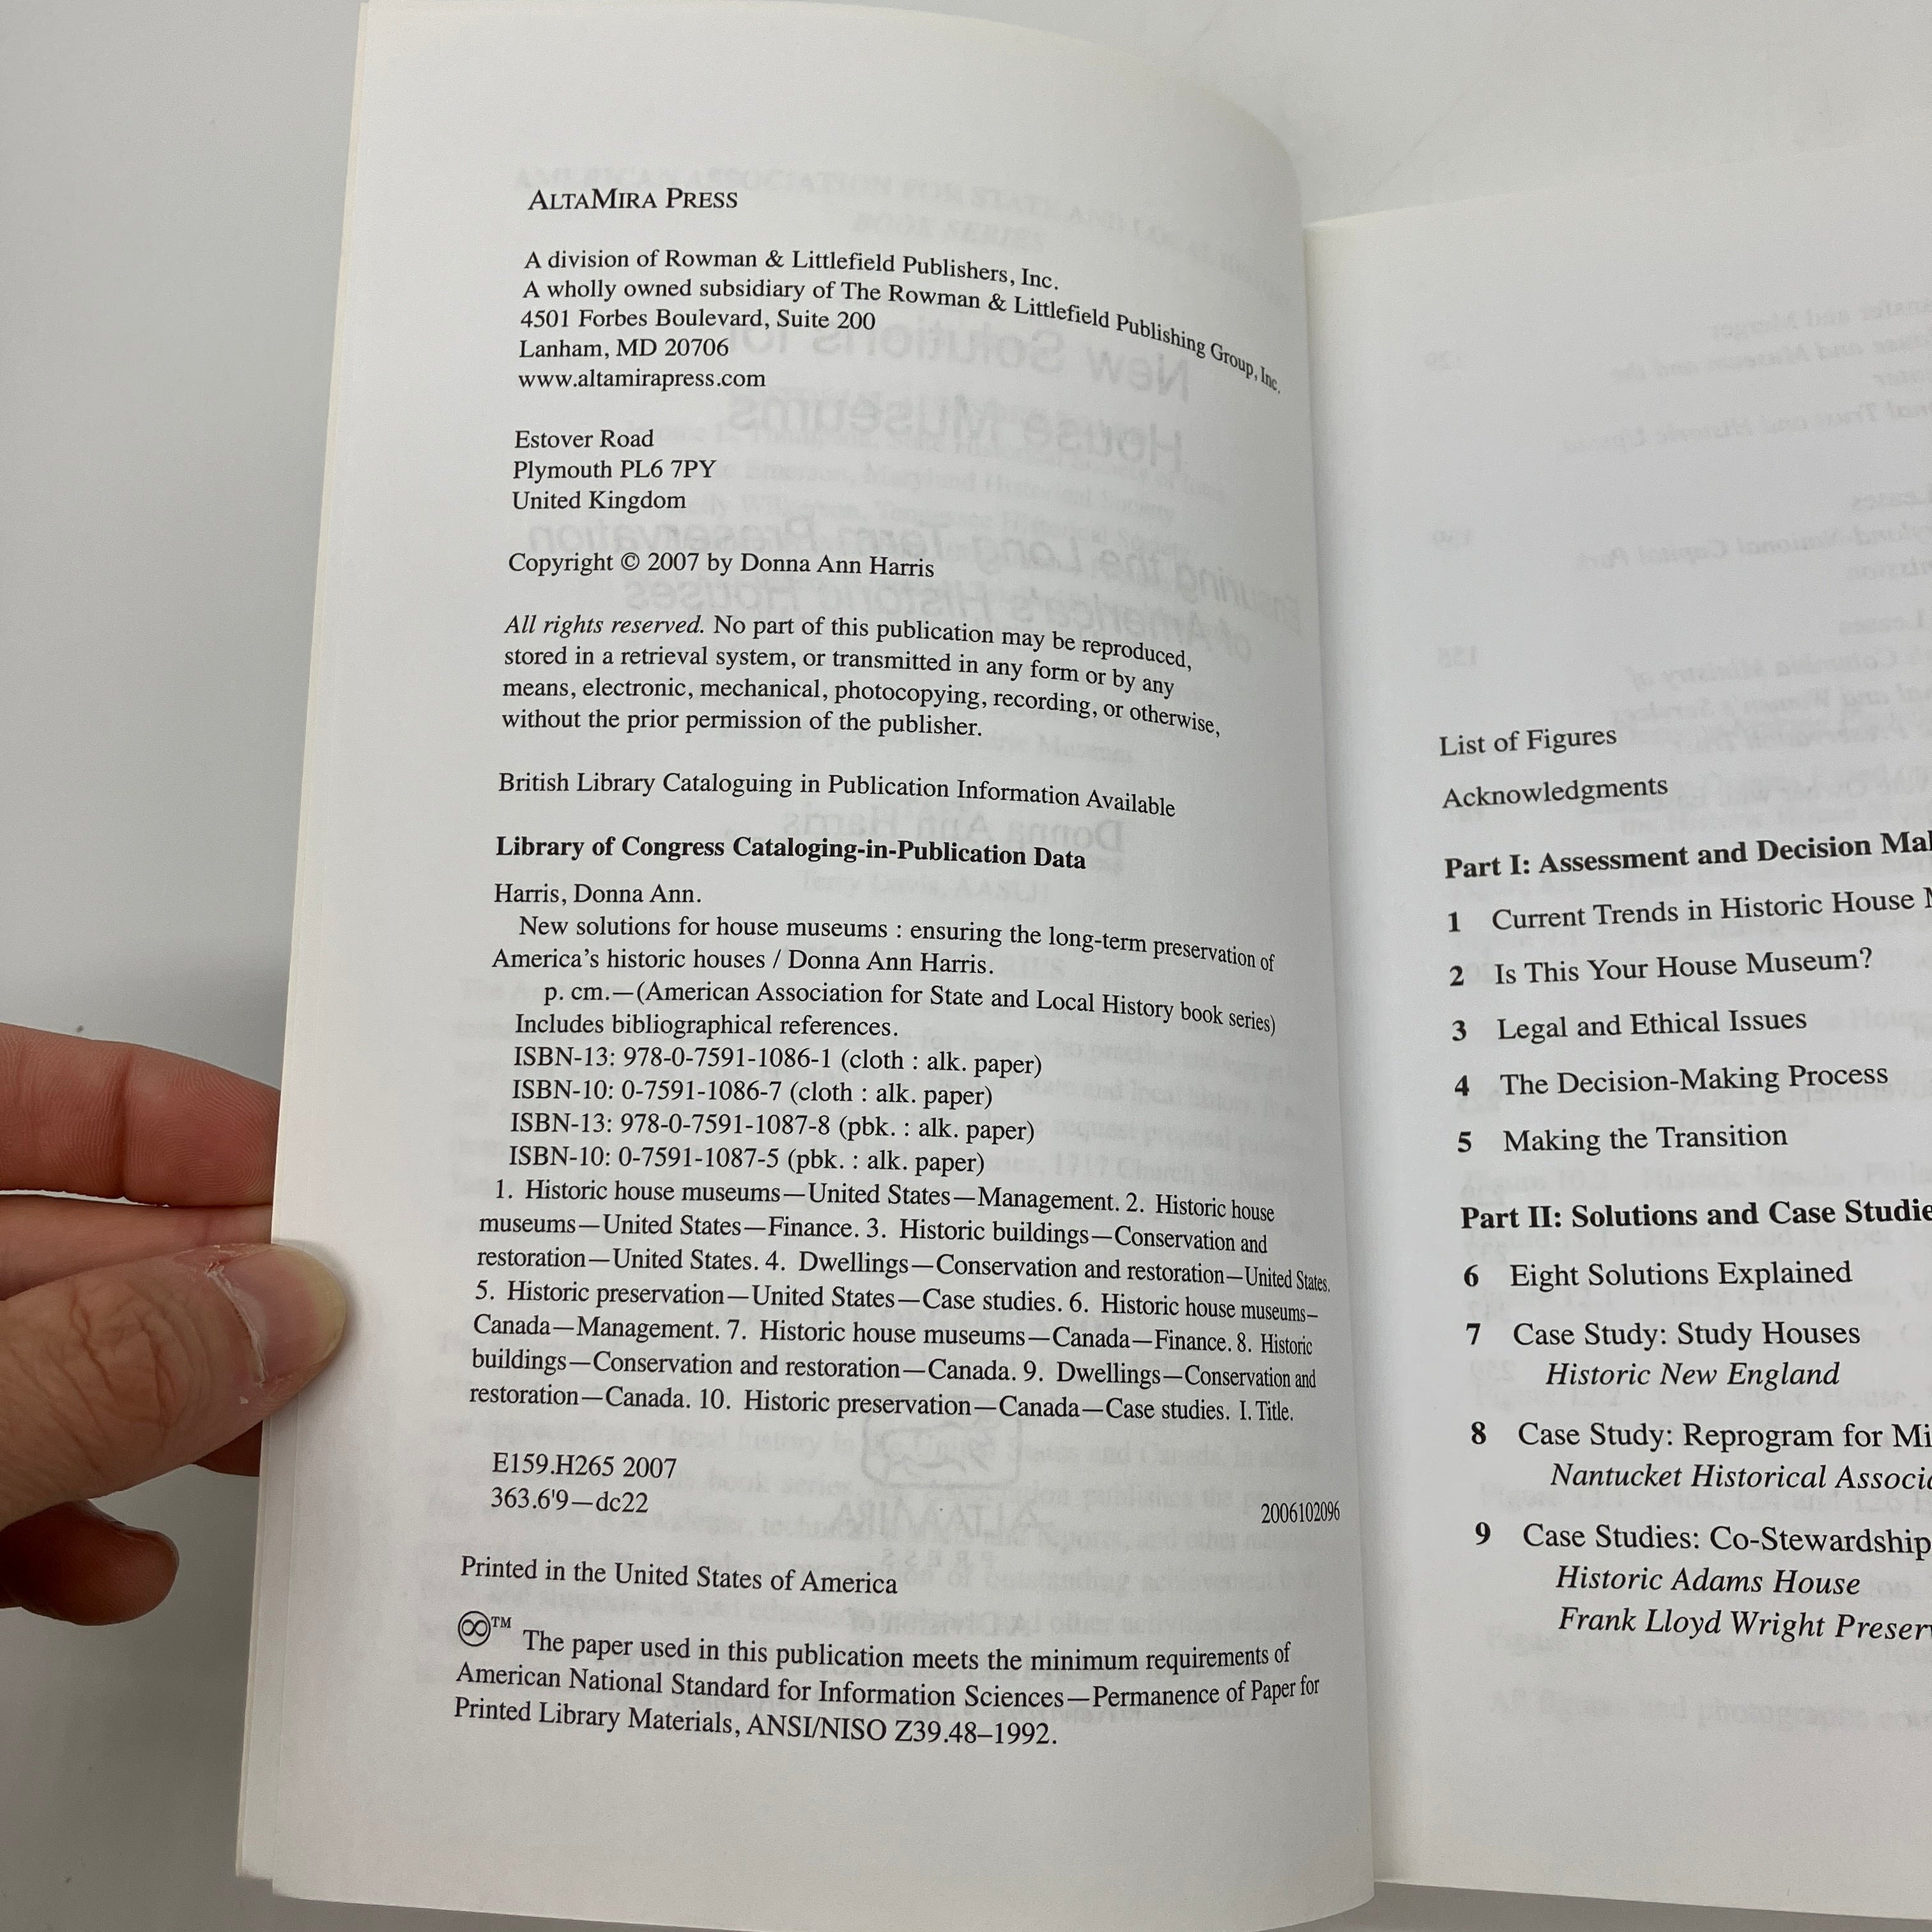 ALTAMIRA PRESS
A division of Rowman & Littlefield Publishers, Inc.
A wholly owned subsidiary of The Rowman & Littlefield Publishing Group, Inc.
4501 Forbes Boulevard, Suite 200
Lanham, MD 20706
www.altamirapress.com
Estover Road
Plymouth PL6 7PY
United Kingdom
Copyright © 2007 by Donna Ann Harris
All rights reserved. No part of this publication may be reproduced,
stored in a retrieval system, or transmitted in any form or by any
means, electronic, mechanical, photocopying, recording, or otherwise,
without the prior permission of the publisher.
British Library Cataloguing in Publication Information Available
Library of Congress Cataloging-in-Publication Data
Harris, Donna Ann.
New solutions for house museums : ensuring the long-term preservation of
America's historic houses / Donna Ann Harris.
p. cm.—(American Association for State and Local History book series)
Includes bibliographical references.
ISBN-13: 978-0-7591-1086-1 (cloth : alk. paper)
ISBN-10: 0-7591-1086-7 (cloth : alk. paper)
ISBN-13: 978-0-7591-1087-8 (pbk. : alk. paper)
ISBN-10: 0-7591-1087-5 (pbk. : alk. paper)
1. Historic house museums—United States—Management. 2. Historic house
museums—United States—Finance. 3. Historic buildings—Conservation and
restoration—United States. 4. Dwellings—Conservation and restoration—United States.
5. Historic preservation—United States—Case studies. 6. Historic house museums–
Canada—Management. 7. Historic house museums—Canada—Finance. 8. Historic
buildings—Conservation and restoration—Canada. 9. Dwellings—Conservation and
restoration—Canada. 10. Historic preservation—Canada—Case studies. I. Title.
E159.H265 2007
363.6'9—dc22
2006102096
Printed in the United States of America
♾™ The paper used in this publication meets the minimum requirements of
American National Standard for Information Sciences—Permanence of Paper for
Printed Library Materials, ANSI/NISO Z39.48–1992.
List of Figures
Acknowledgments
Part I: Assessment and Decision Mak
1 Current Trends in Historic House M
2 Is This Your House Museum?
3 Legal and Ethical Issues
4 The Decision-Making Process
5 Making the Transition
Part II: Solutions and Case Studie
6 Eight Solutions Explained
7 Case Study: Study Houses
Historic New England
8 Case Study: Reprogram for Mi
Nantucket Historical Associa
9 Case Studies: Co-Stewardship
Historic Adams House
Frank Lloyd Wright Preserv